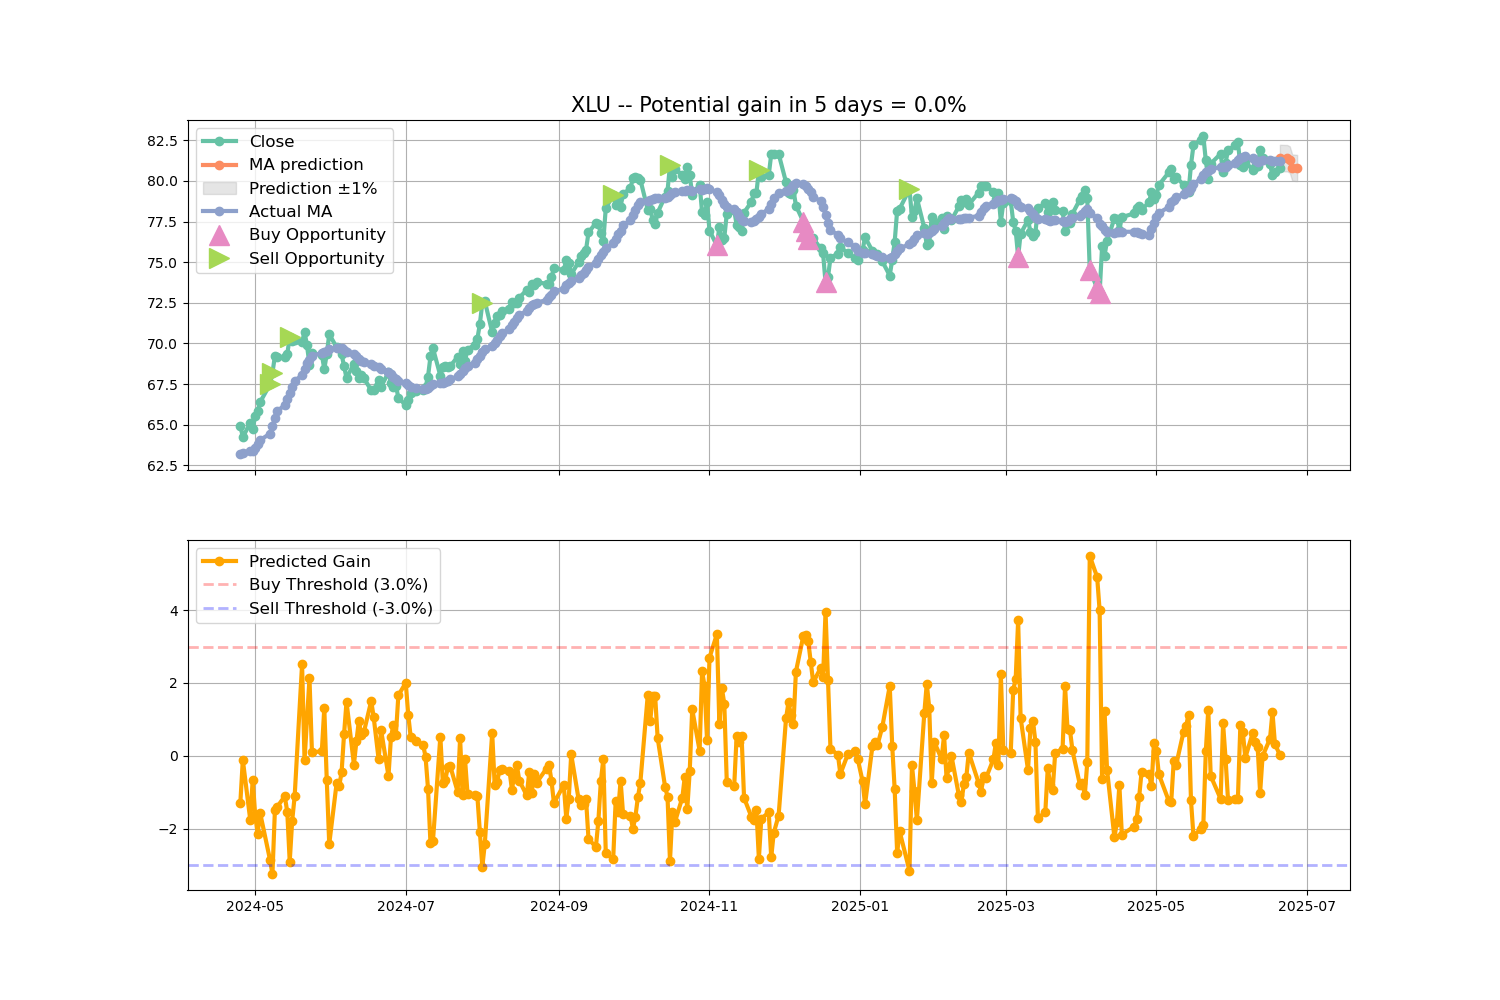 XLU -- Potential gain in 5 days = 0.0%
82.5
80.0
77.5
75.0
72.5
70.0
67.5
65.0
62.5
Close
MA prediction
Prediction ±1%
Actual MA
Buy Opportunity
Sell Opportunity
4
2
0
−2
Predicted Gain
Buy Threshold (3.0%)
Sell Threshold (-3.0%)
2024-05 2024-07 2024-09 2024-11 2025-01 2025-03 2025-05 2025-07